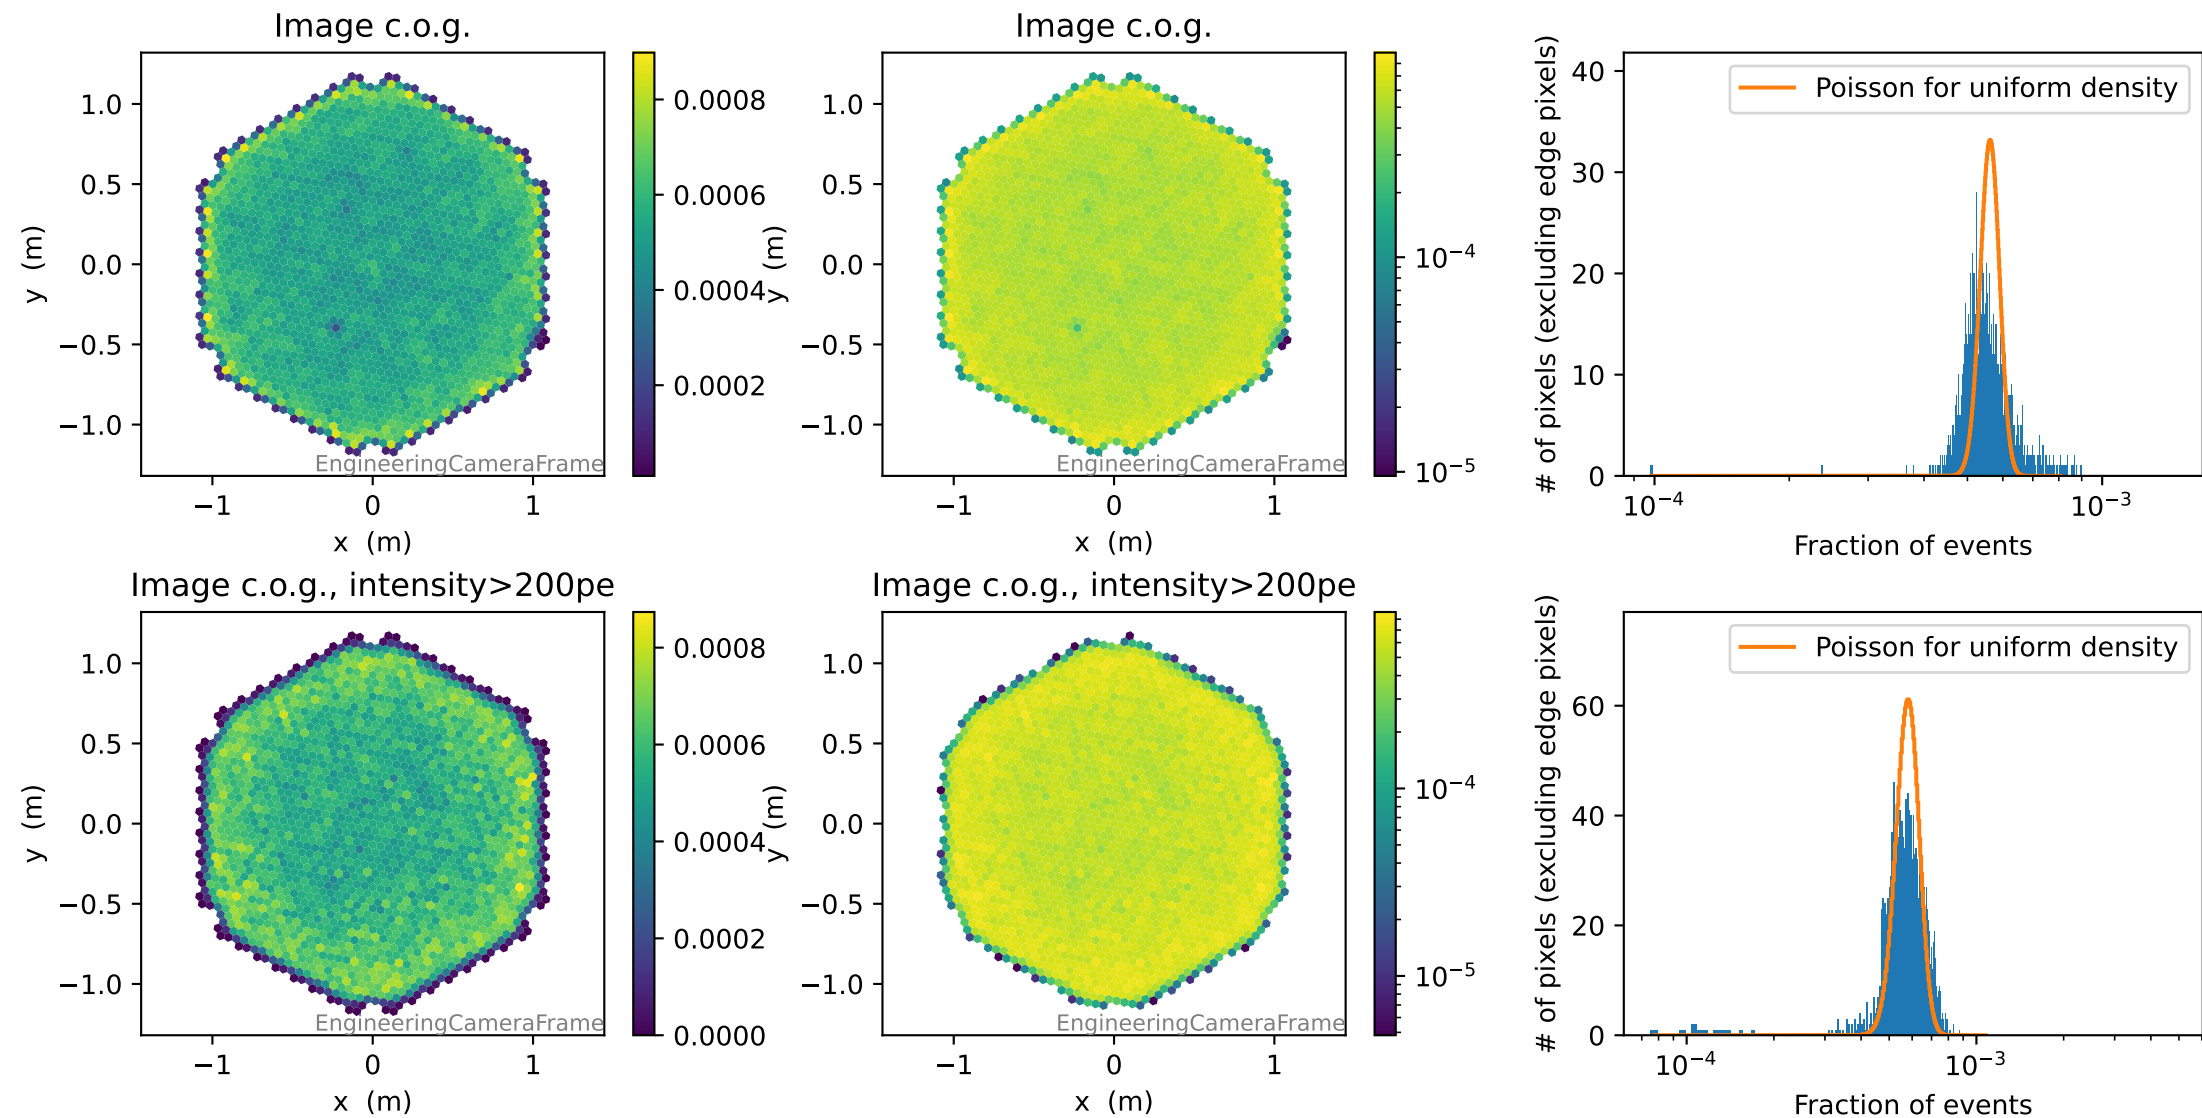 Image c.o.g.
1.0
0.5
0.0
−0.5
−1.0
y (m)
−1
0
1
x (m)
EngineeringCameraFrame
0.0008
0.0006
0.0004
0.0002
Image c.o.g.
1.0
0.5
0.0
−0.5
−1.0
y (m)
−1
0
1
x (m)
EngineeringCameraFrame
10⁻⁴
10⁻⁵
# of pixels (excluding edge pixels)
40
30
20
10
0
Poisson for uniform density
10⁻⁴
10⁻³
Fraction of events
Image c.o.g., intensity>200pe
1.0
0.5
0.0
−0.5
−1.0
y (m)
−1
0
1
x (m)
EngineeringCameraFrame
0.0008
0.0006
0.0004
0.0002
0.0000
Image c.o.g., intensity>200pe
1.0
0.5
0.0
−0.5
−1.0
y (m)
−1
0
1
x (m)
EngineeringCameraFrame
10⁻⁴
10⁻⁵
# of pixels (excluding edge pixels)
60
40
20
0
Poisson for uniform density
10⁻⁴
10⁻³
Fraction of events